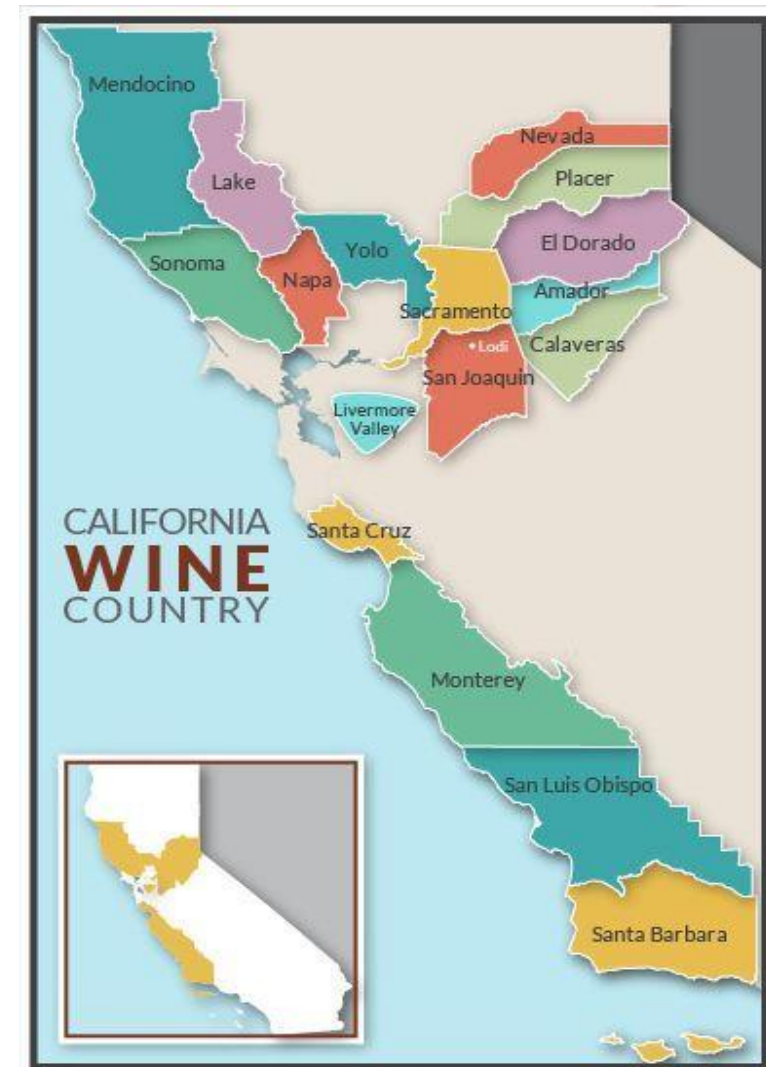 Mendocino
Nevada
Placer
Lake
El Dorado
Yolo
Sonoma
Napa
Amador
Sacramento
Lodi
Calaveras
San Joaquin
Livermore
Valley
CALIFORNIA
WINE
COUNTRY
Santa Cruz
Monterey
San Luis Obispo
Santa Barbara